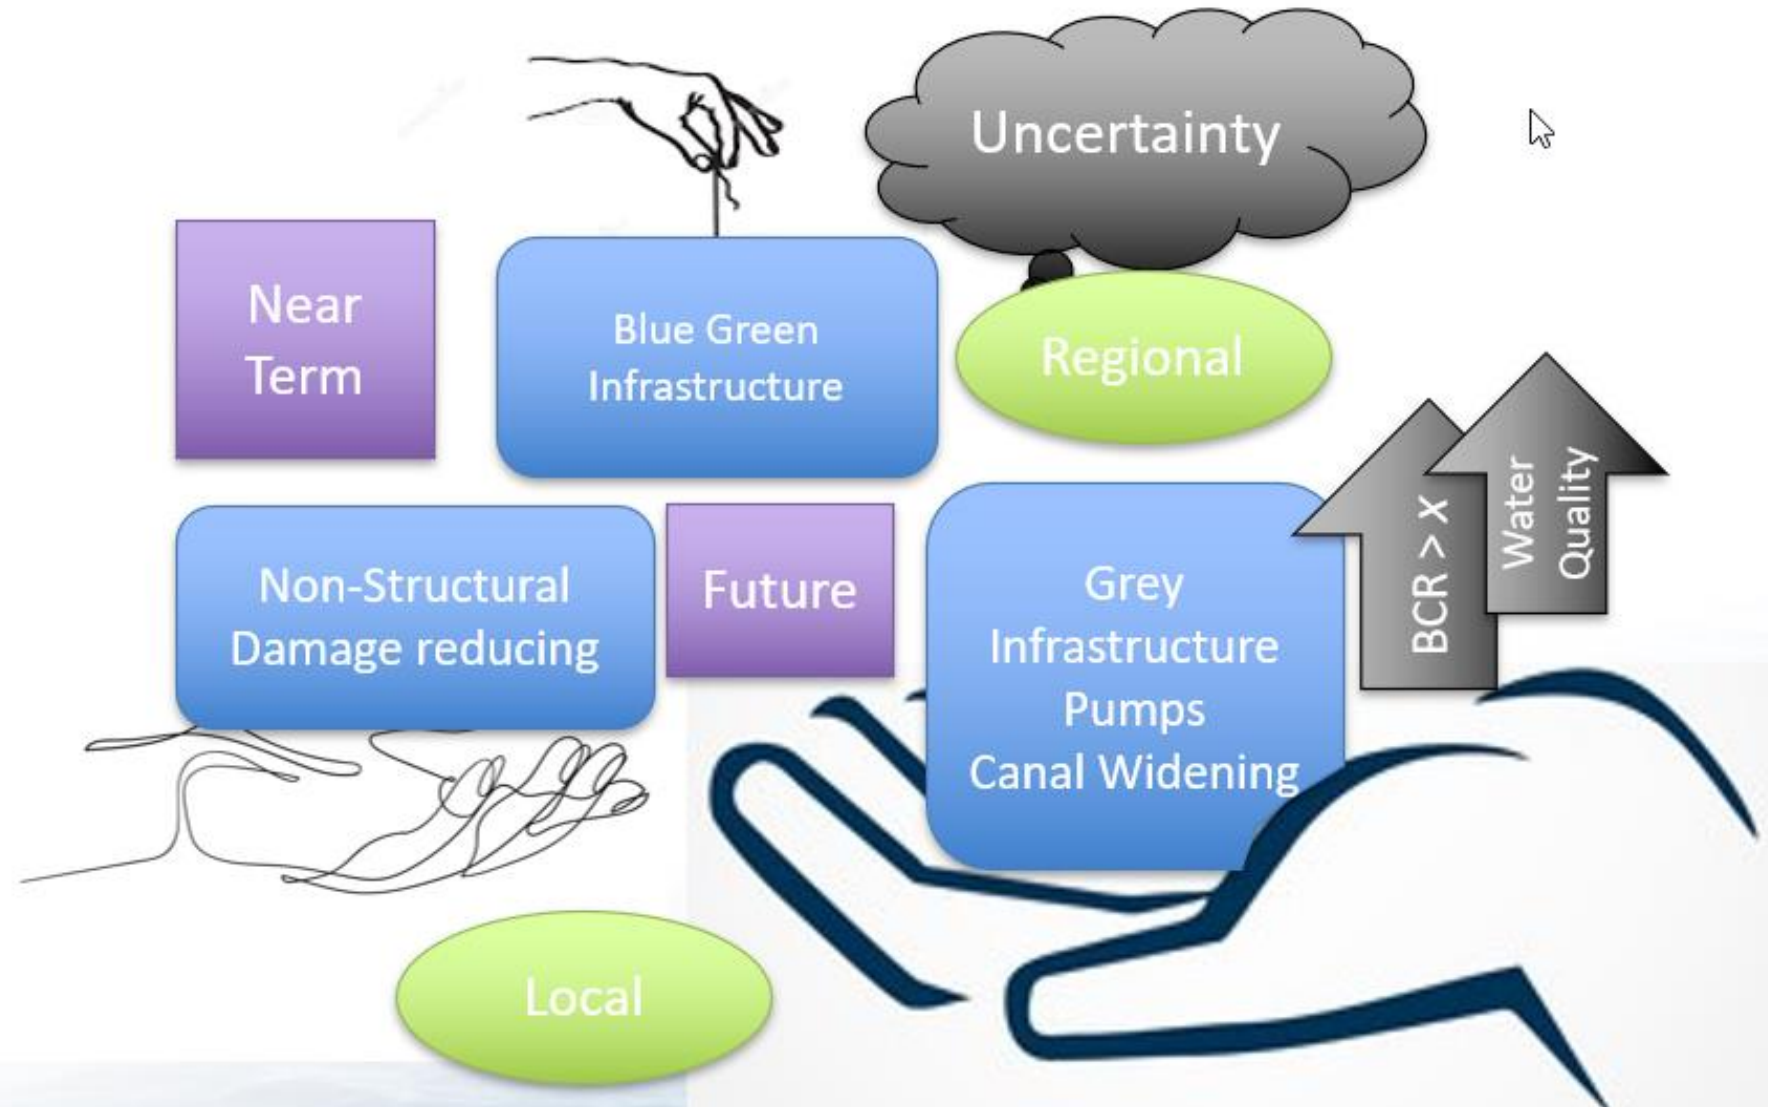 Uncertainty
Near
Term
Blue Green
Infrastructure
Regional
Non-Structural
Damage reducing
Future
Grey
Infrastructure
Pumps
Canal Widening
BCR > X
Water
Quality
Local